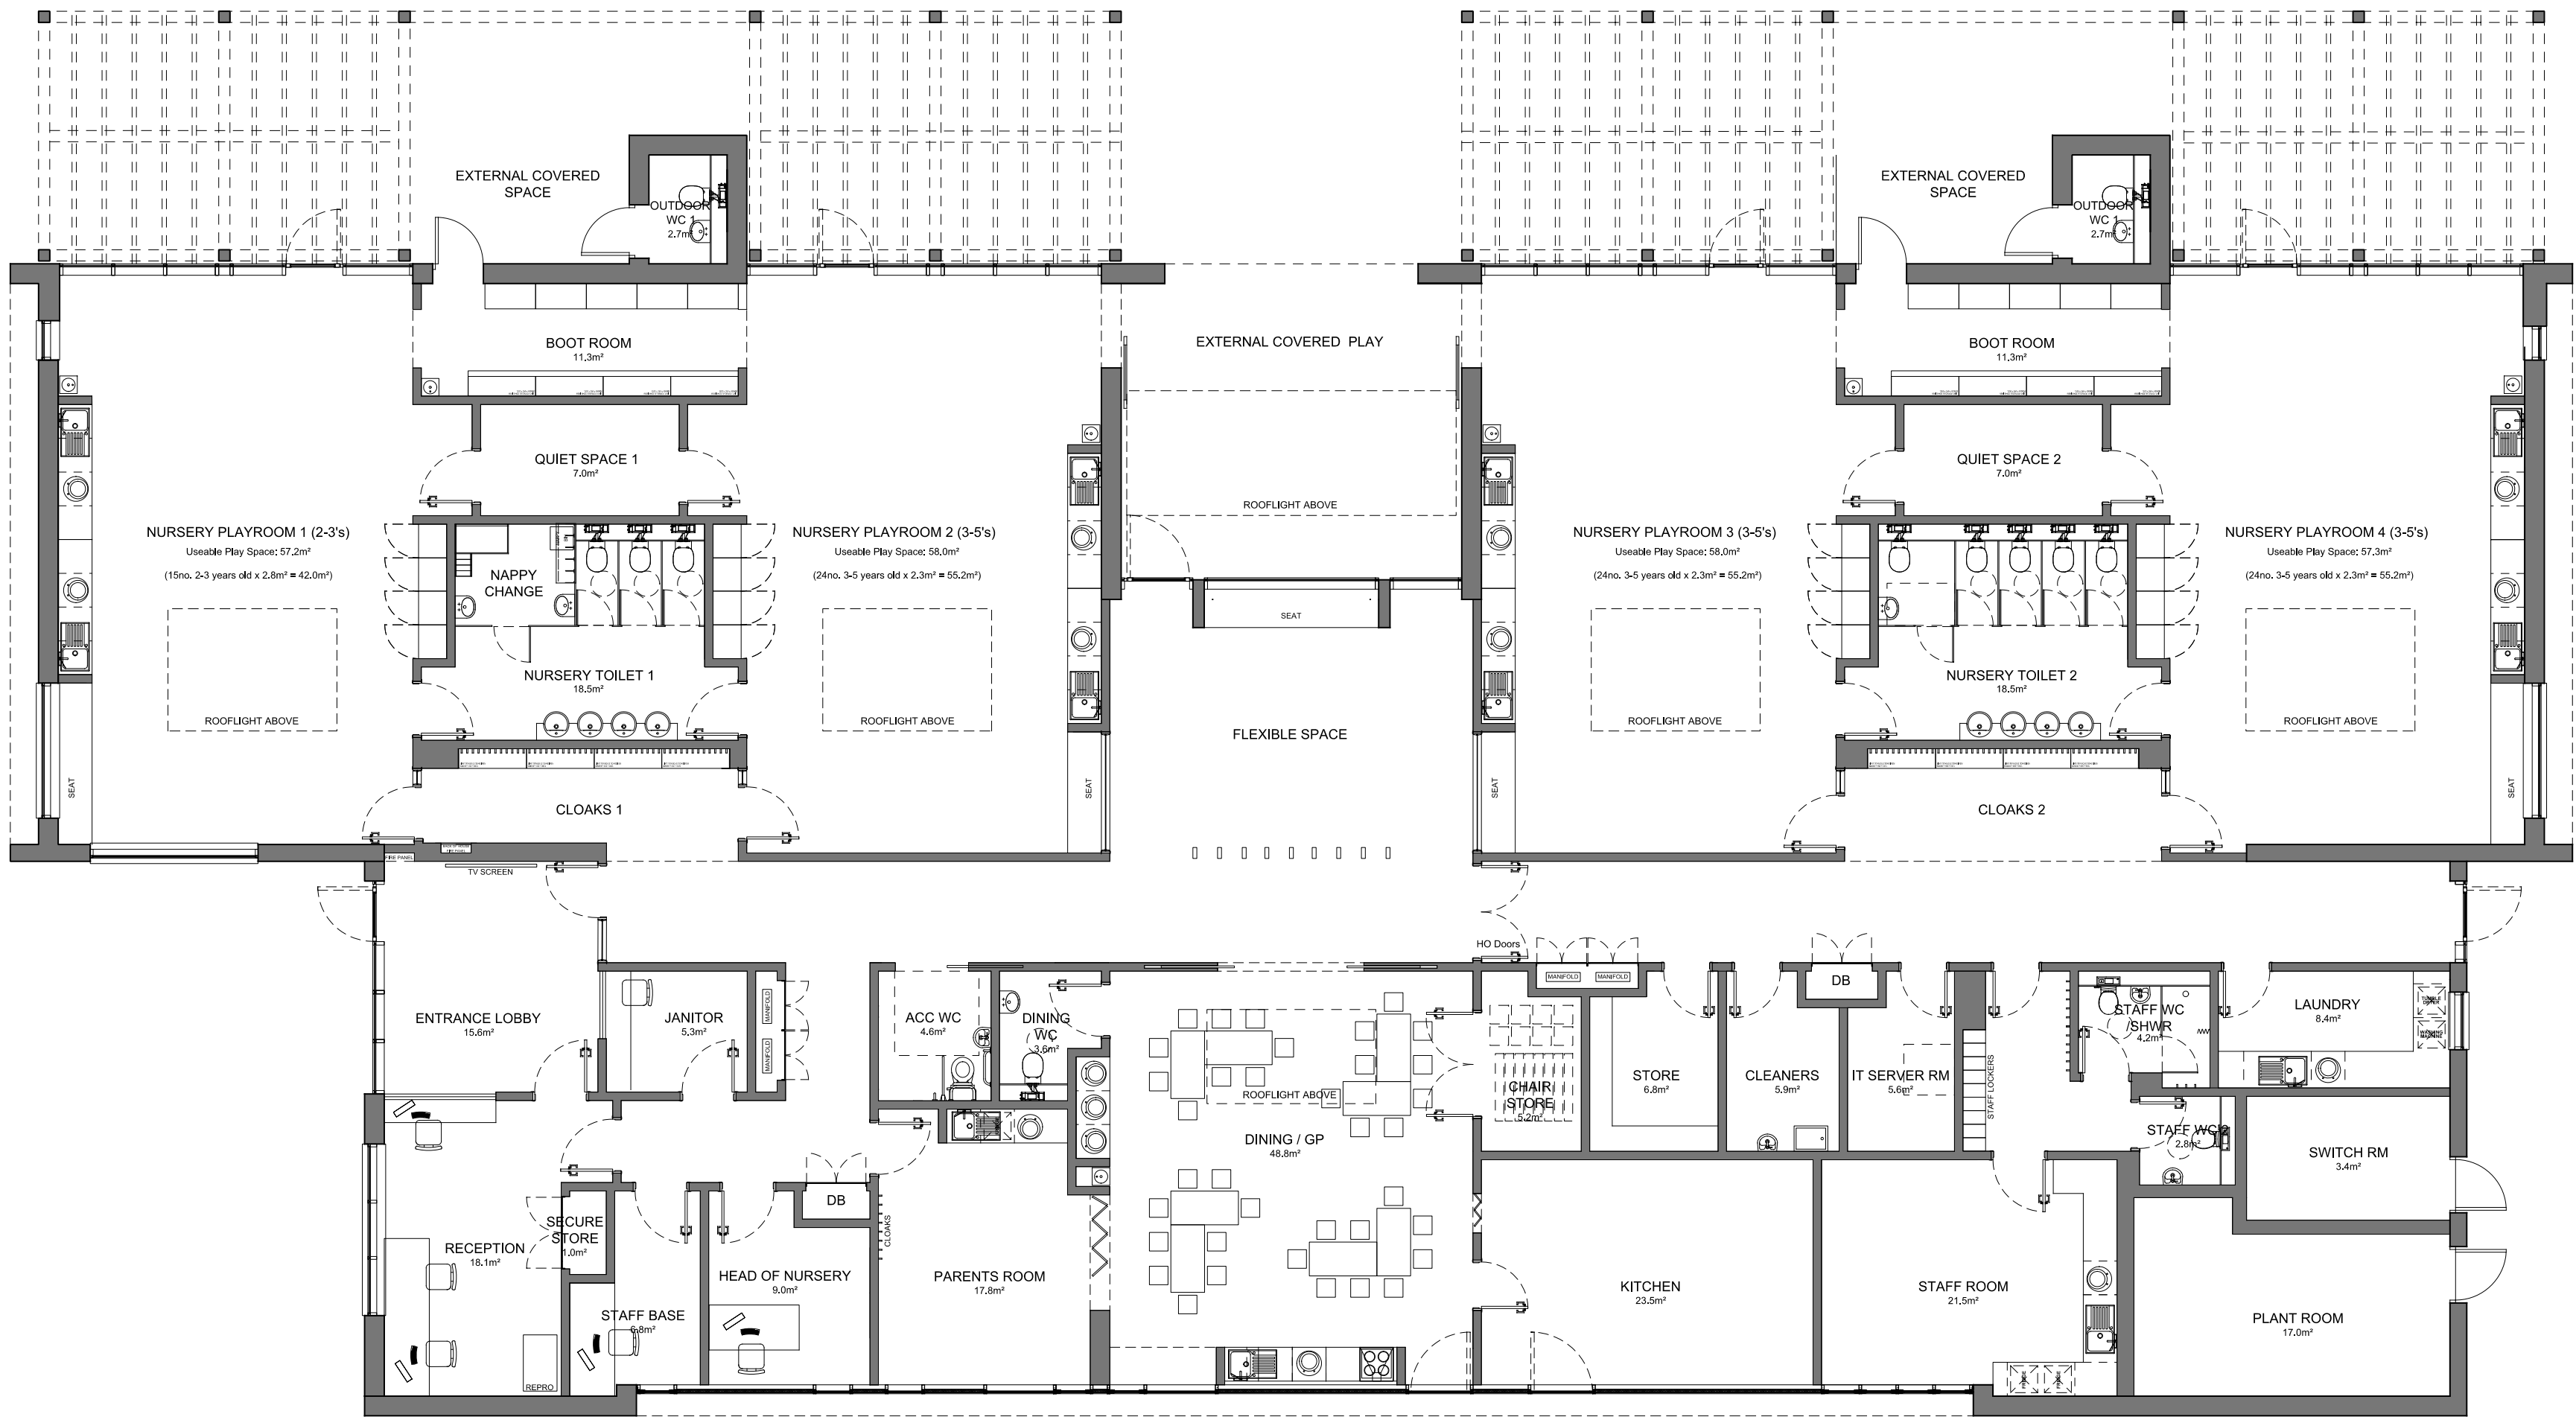 EXTERNAL COVERED
SPACE
OUTDOOR
WC 1
2.7m²
EXTERNAL COVERED
SPACE
OUTDOOR
WC 1
2.7m²
BOOT ROOM
11.3m²
EXTERNAL COVERED PLAY
BOOT ROOM
11.3m²
QUIET SPACE 1
7.0m²
ROOFLIGHT ABOVE
QUIET SPACE 2
7.0m²
NURSERY PLAYROOM 1 (2-3's)
Useable Play Space: 57.2m²
(15no. 2-3 years old x 2.8m² = 42.0m²)
ROOFLIGHT ABOVE
NAPPY
CHANGE
NURSERY PLAYROOM 2 (3-5's)
Useable Play Space: 58.0m²
(24no. 3-5 years old x 2.3m² = 55.2m²)
ROOFLIGHT ABOVE
SEAT
NURSERY PLAYROOM 3 (3-5's)
Useable Play Space: 58.0m²
(24no. 3-5 years old x 2.3m² = 55.2m²)
ROOFLIGHT ABOVE
NURSERY PLAYROOM 4 (3-5's)
Useable Play Space: 57.3m²
(24no. 3-5 years old x 2.3m² = 55.2m²)
ROOFLIGHT ABOVE
NURSERY TOILET 1
18.5m²
NURSERY TOILET 2
18.5m²
FLEXIBLE SPACE
SEAT
CLOAKS 1
SEAT
SEAT
CLOAKS 2
SEAT
FIRE PANEL
TV SCREEN
HO Doors
ENTRANCE LOBBY
15.6m²
JANITOR
5.3m²
MANIFOLD
MANIFOLD
ACC WC
4.6m²
DINING
WC
3.6m²
ROOFLIGHT ABOVE
DINING / GP
48.8m²
MANIFOLD
MANIFOLD
CHAIR
STORE
5.2m²
STORE
6.8m²
CLEANERS
5.9m²
DB
IT SERVER RM
5.6m²
STAFF LOCKERS
STAFF WC
/SHWR
4.2m²
LAUNDRY
8.4m²
STAFF WC 2
2.8m²
SWITCH RM
3.4m²
RECEPTION
18.1m²
SECURE
STORE
1.0m²
REPRO
STAFF BASE
6.8m²
DB
HEAD OF NURSERY
9.0m²
CLOAKS
PARENTS ROOM
17.8m²
KITCHEN
23.5m²
STAFF ROOM
21.5m²
PLANT ROOM
17.0m²